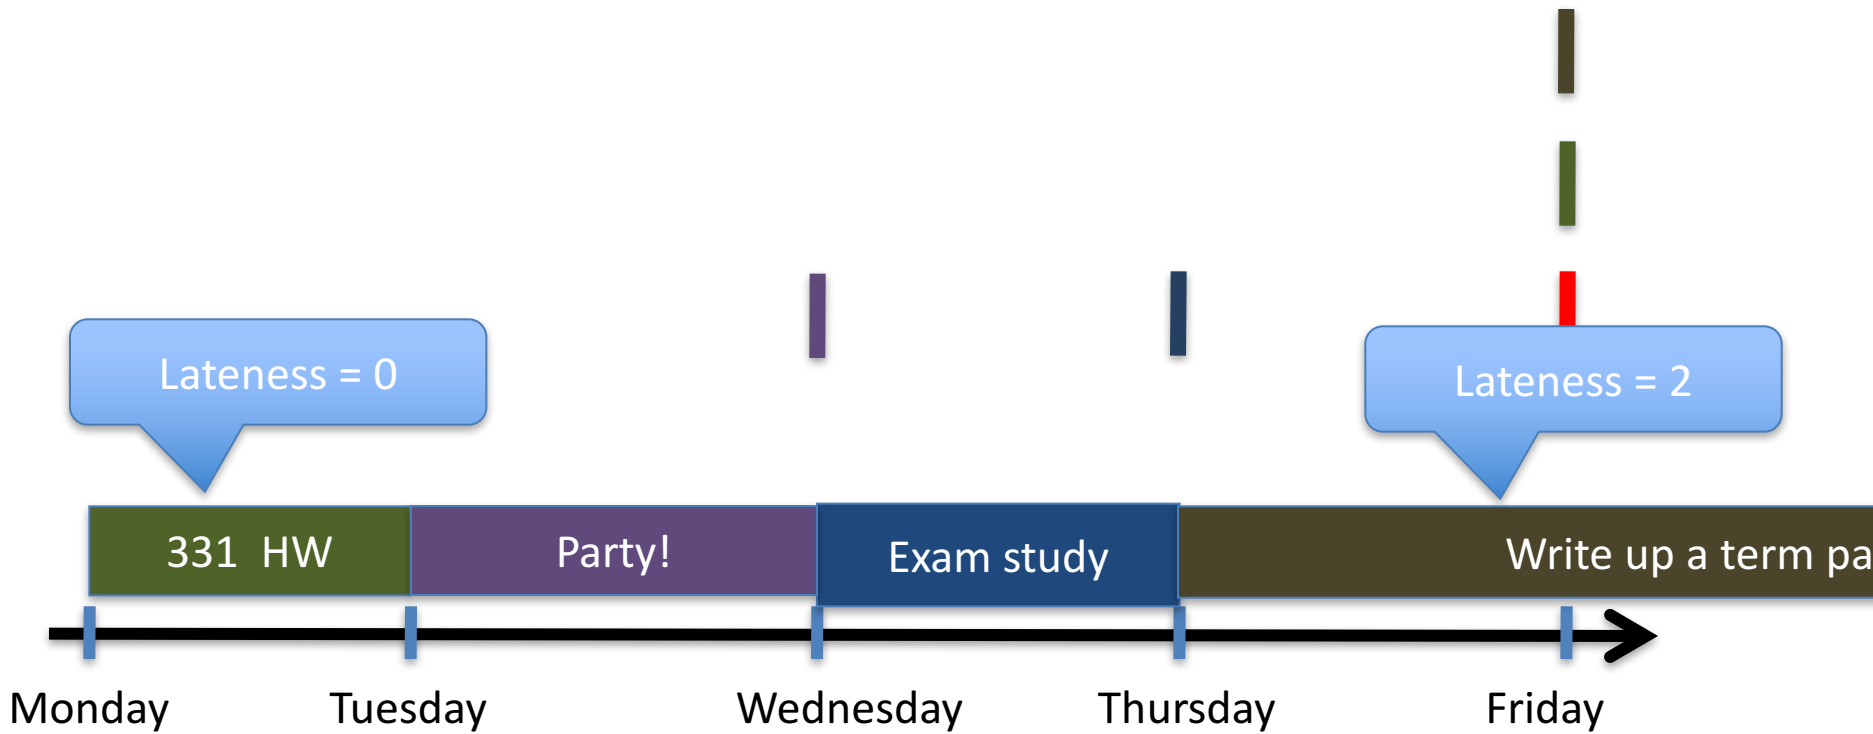 Lateness = 0
Lateness = 2
331 HW
Party!
Exam study
Write up a term pa
Monday
Tuesday
Wednesday
Thursday
Friday